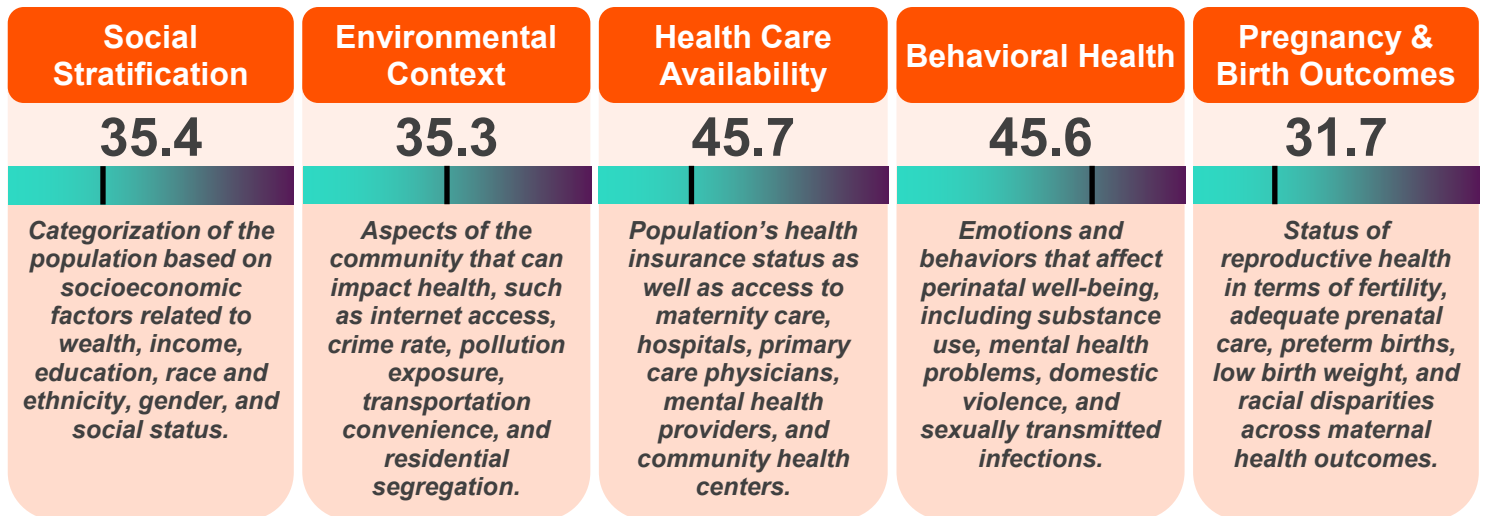 Social
Stratification
35.4
Categorization of the
population based on
socioeconomic
factors related to
wealth, income,
education, race and
ethnicity, gender, and
social status.
Environmental
Context
35.3
Aspects of the
community that can
impact health, such
as internet access,
crime rate, pollution
exposure,
transportation
convenience, and
residential
segregation.
Health Care
Availability
45.7
Population’s health
insurance status as
well as access to
maternity care,
hospitals, primary
care physicians,
mental health
providers, and
community health
centers.
Behavioral Health
45.6
Emotions and
behaviors that affect
perinatal well-being,
including substance
use, mental health
problems, domestic
violence, and
sexually transmitted
infections.
Pregnancy &
Birth Outcomes
31.7
Status of
reproductive health
in terms of fertility,
adequate prenatal
care, preterm births,
low birth weight, and
racial disparities
across maternal
health outcomes.